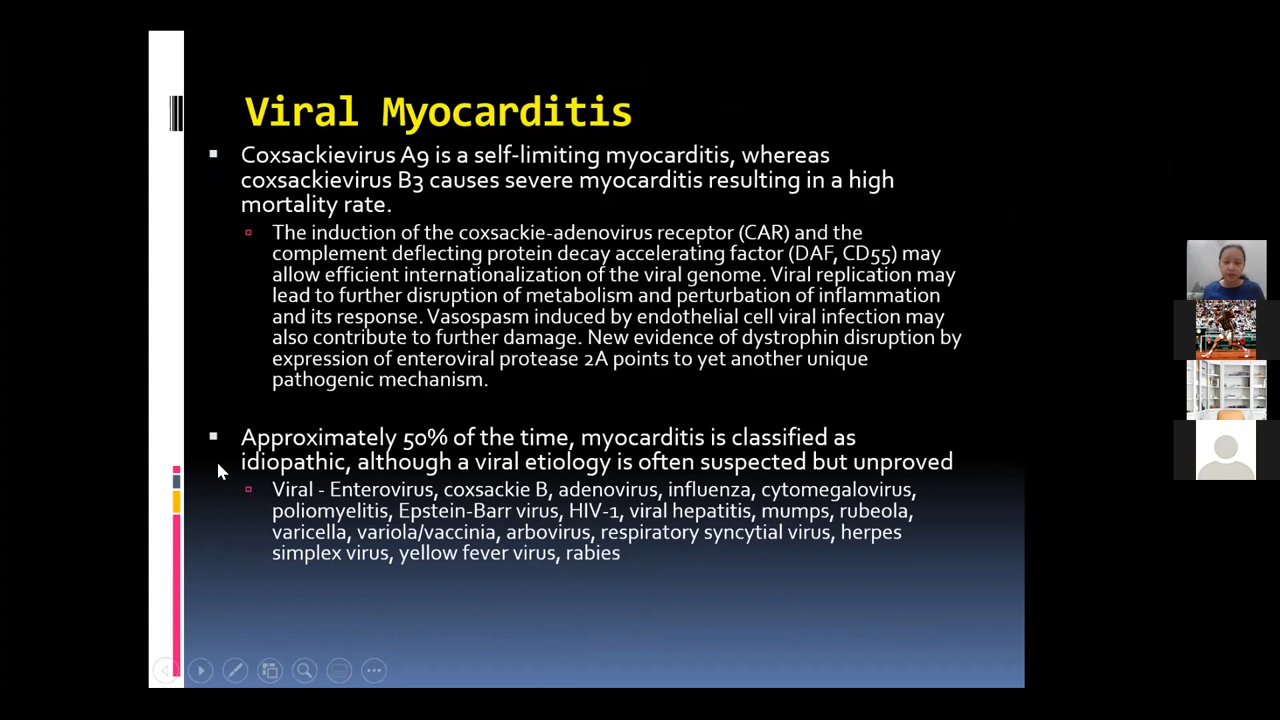 Viral Myocarditis
Coxsackievirus A9 is a self-limiting myocarditis, whereas
coxsackievirus B3 causes severe myocarditis resulting in a high
mortality rate.
The induction of the coxsackie-adenovirus receptor (CAR) and the
complement deflecting protein decay accelerating factor (DAF, CD55) may
allow efficient internationalization of the viral genome. Viral replication may
lead to further disruption of metabolism and perturbation of inflammation
and its response. Vasospasm induced by endothelial cell viral infection may
also contribute to further damage. New evidence of dystrophin disruption by
expression of enteroviral protease 2A points to yet another unique
pathogenic mechanism.
Approximately 50% of the time, myocarditis is classified as
idiopathic, although a viral etiology is often suspected but unproved
Viral - Enterovirus, coxsackie B, adenovirus, influenza, cytomegalovirus,
poliomyelitis, Epstein-Barr virus, HIV-1, viral hepatitis, mumps, rubeola,
varicella, variola/vaccinia, arbovirus, respiratory syncytial virus, herpes
simplex virus, yellow fever virus, rabies